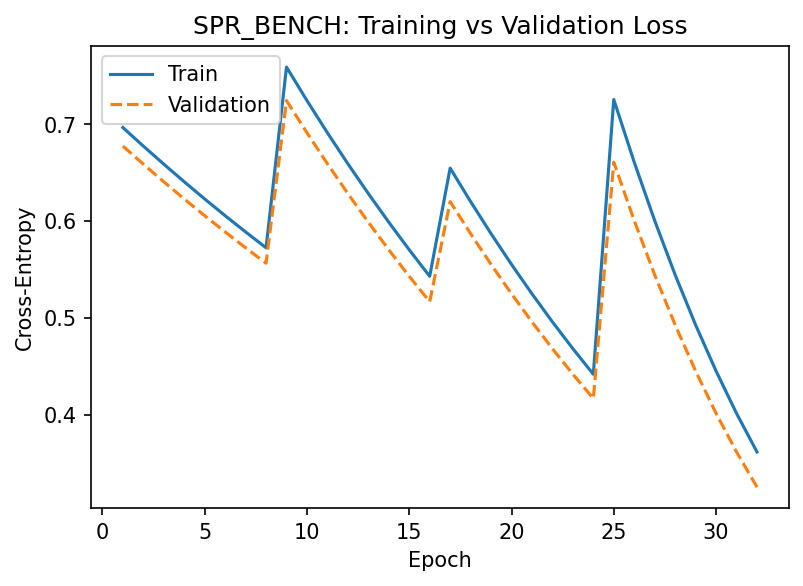 SPR_BENCH: Training vs Validation Loss
Train
Validation
Cross-Entropy
0.7
0.6
0.5
0.4
0 5 10 15 20 25 30
Epoch